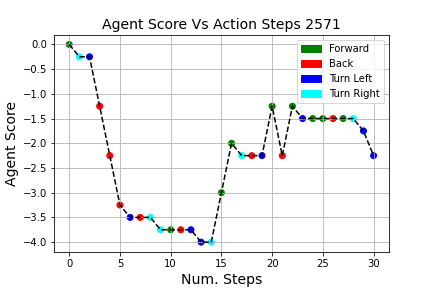 Agent Score Vs Action Steps 2571
Forward
Back
Turn Left
Turn Right
Agent Score
0.0
−0.5
−1.0
−1.5
−2.0
−2.5
−3.0
−3.5
−4.0
0 5 10 15 20 25 30
Num. Steps